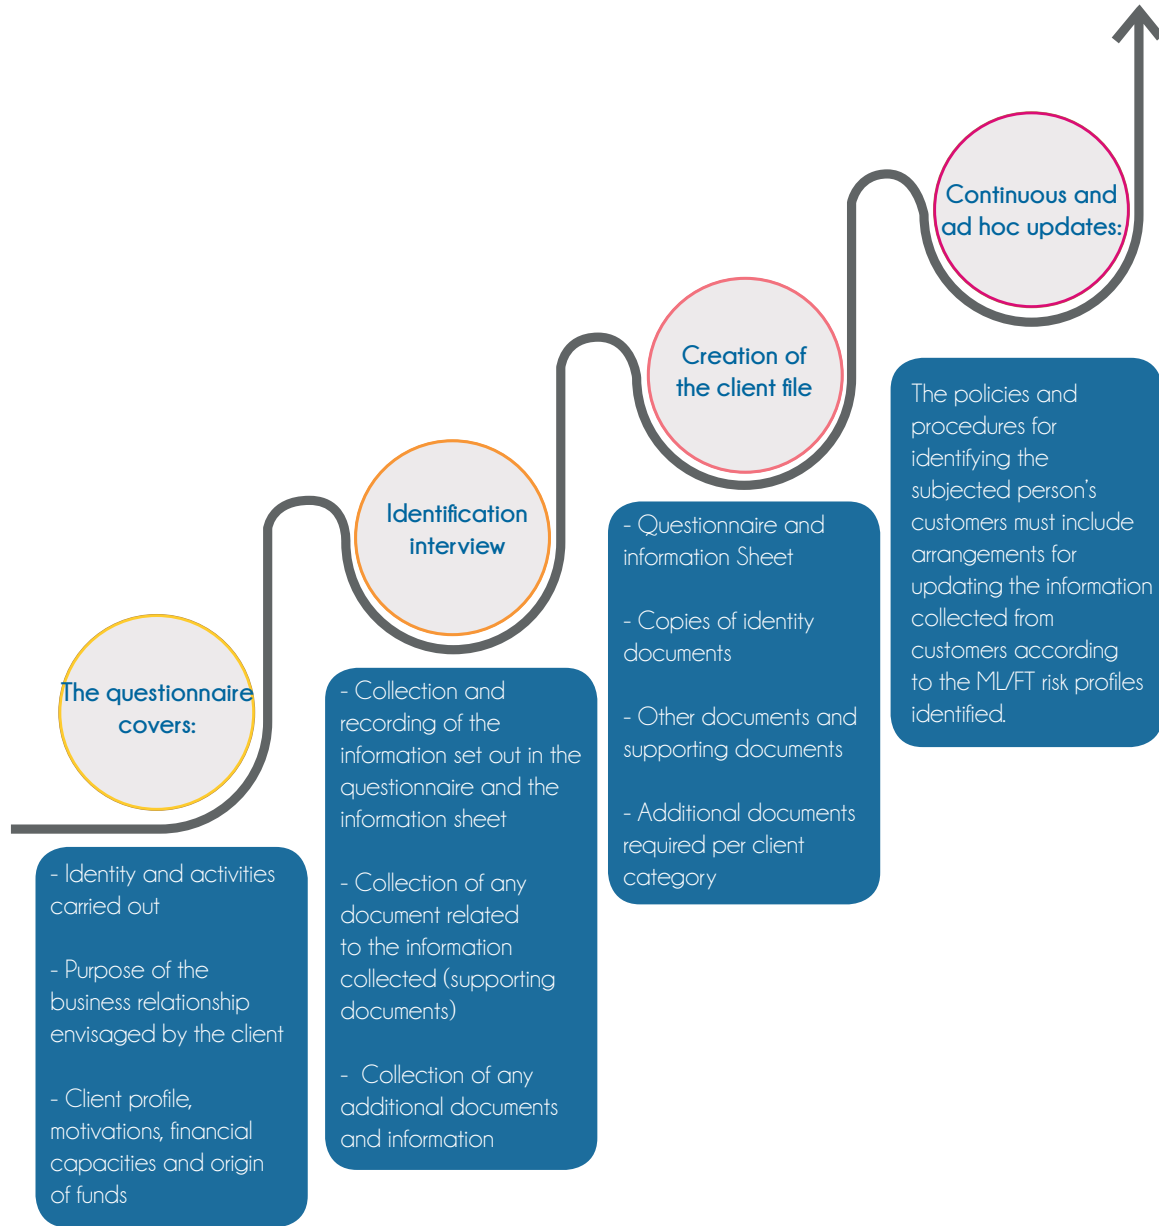 The questionnaire
covers:
- Identity and activities
carried out
- Purpose of the
business relationship
envisaged by the client
- Client profile,
motivations, financial
capacities and origin
of funds
Identification
interview
- Collection and
recording of the
information set out in the
questionnaire and the
information sheet
- Collection of any
document related
to the information
collected (supporting
documents)
- Collection of any
additional documents
and information
Creation of
the client file
- Questionnaire and
information Sheet
- Copies of identity
documents
- Other documents and
supporting documents
- Additional documents
required per client
category
Continuous and
ad hoc updates:
The policies and
procedures for
identifying the
subjected person's
customers must include
arrangements for
updating the information
collected from
customers according
to the ML/FT risk profiles
identified.